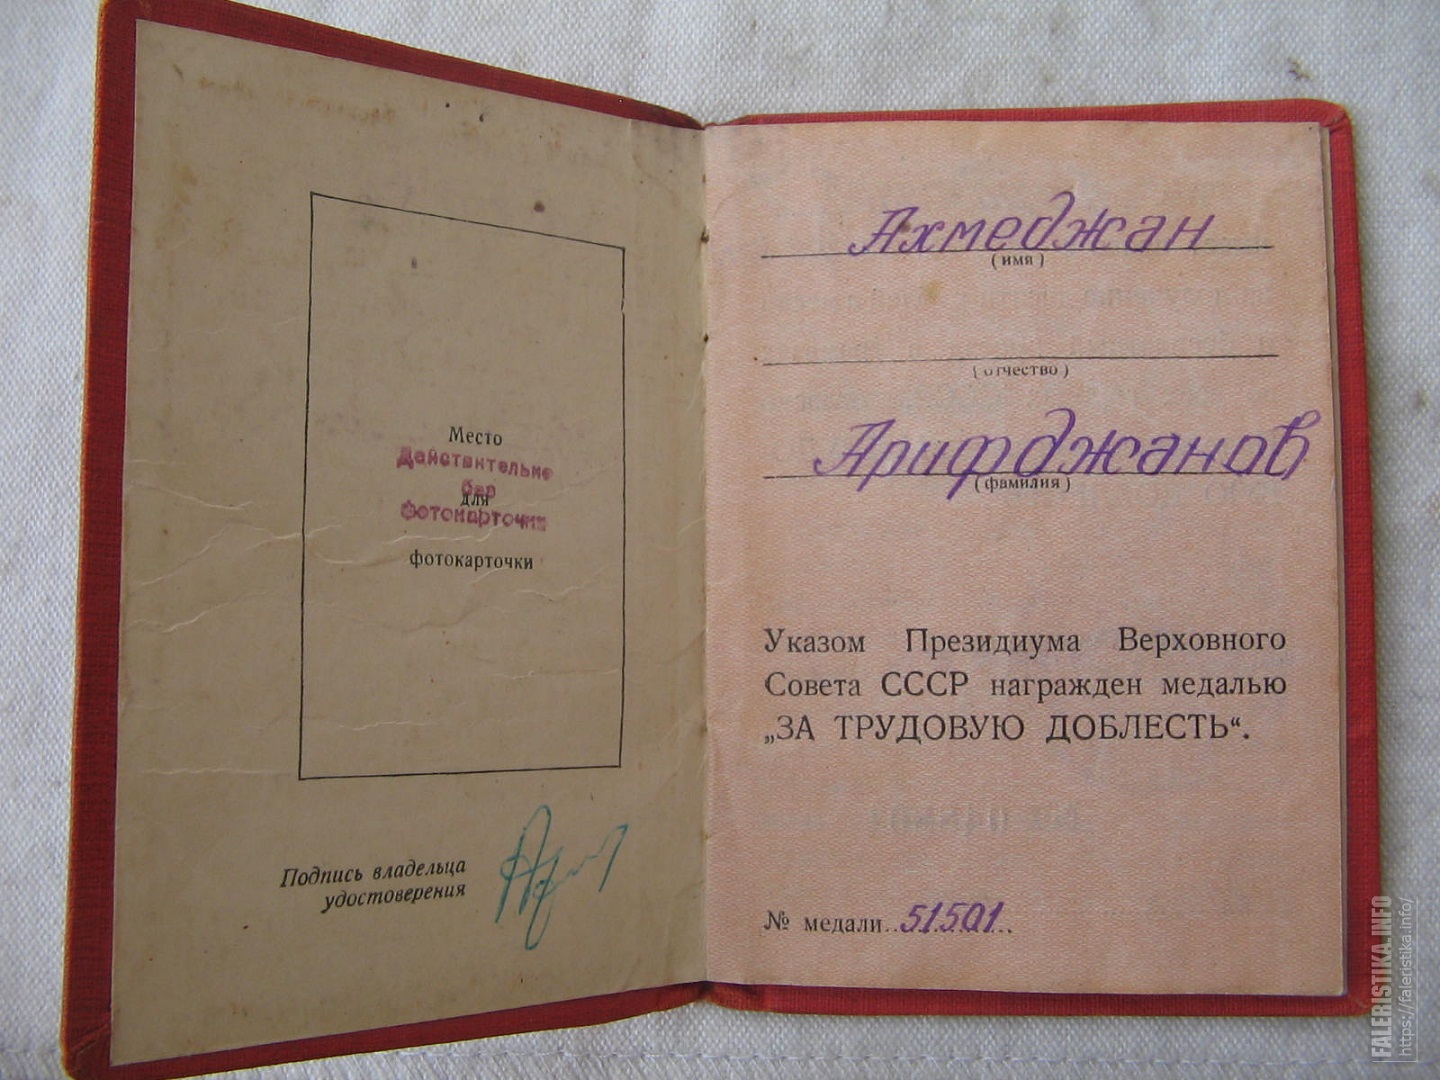 Место
Действительно
без
для
фотокарточки
фотокарточки
Подпись владельца
удостоверения
Ахмеджан
(имя)
(отчество)
Арифджанов
(фамилия)
Указом Президиума Верховного
Совета СССР награжден медалью
„ЗА ТРУДОВУЮ ДОБЛЕСТЬ“.
№ медали..51501...
FALERISTIKA.INFO
https://faleristika.info/